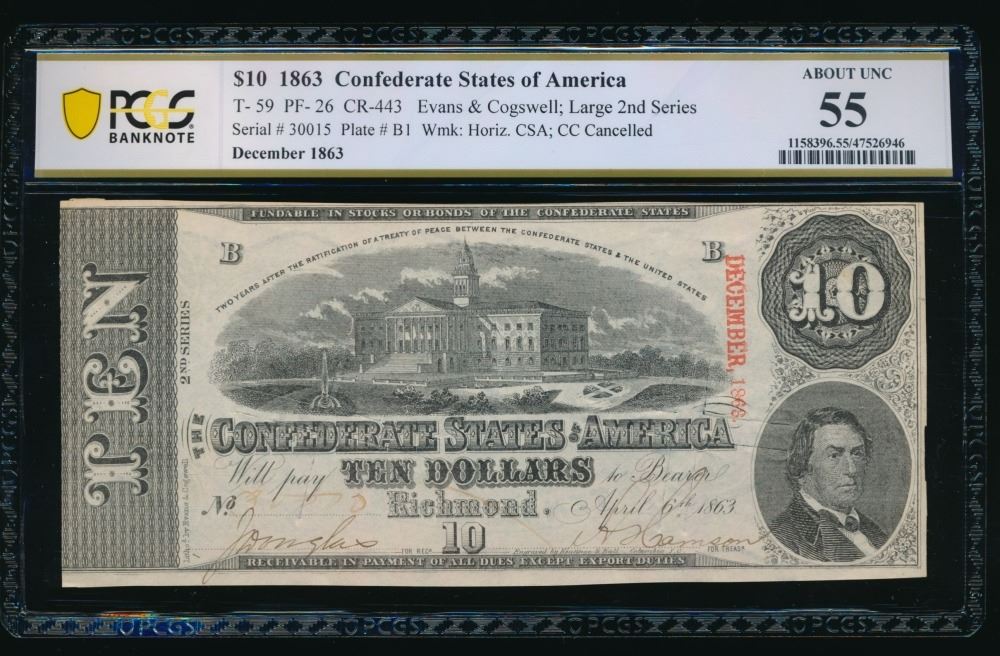 PCGS
BANKNOTE
$10 1863 Confederate States of America
T- 59 PF- 26 CR-443 Evans & Cogswell; Large 2nd Series
Serial # 30015 Plate # B1 Wmk: Horiz. CSA; CC Cancelled
December 1863
ABOUT UNC
55
1158396.55/47526946
FUNDABLE IN STOCKS OR BONDS OF THE CONFEDERATE STATES
TWO YEARS AFTER THE RATIFICATION OF A TREATY OF PEACE BETWEEN THE CONFEDERATE STATES & THE UNITED STATES
B
B
TEN
2ND SERIES
DECEMBER, 1863.
10
THE CONFEDERATE STATES OF AMERICA
Will pay TEN DOLLARS to Bearer
No
Richmond. April 6th 1863
10
J Douglas
FOR REGR.
FOR TREASR.
RECEIVABLE IN PAYMENT OF ALL DUES EXCEPT EXPORT DUTIES